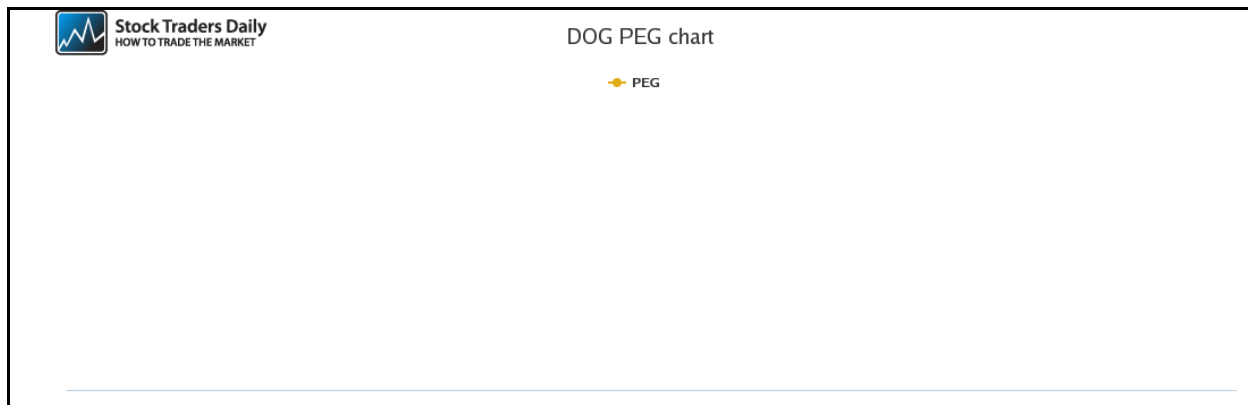 Stock Traders Daily
HOW TO TRADE THE MARKET
DOG PEG chart
PEG